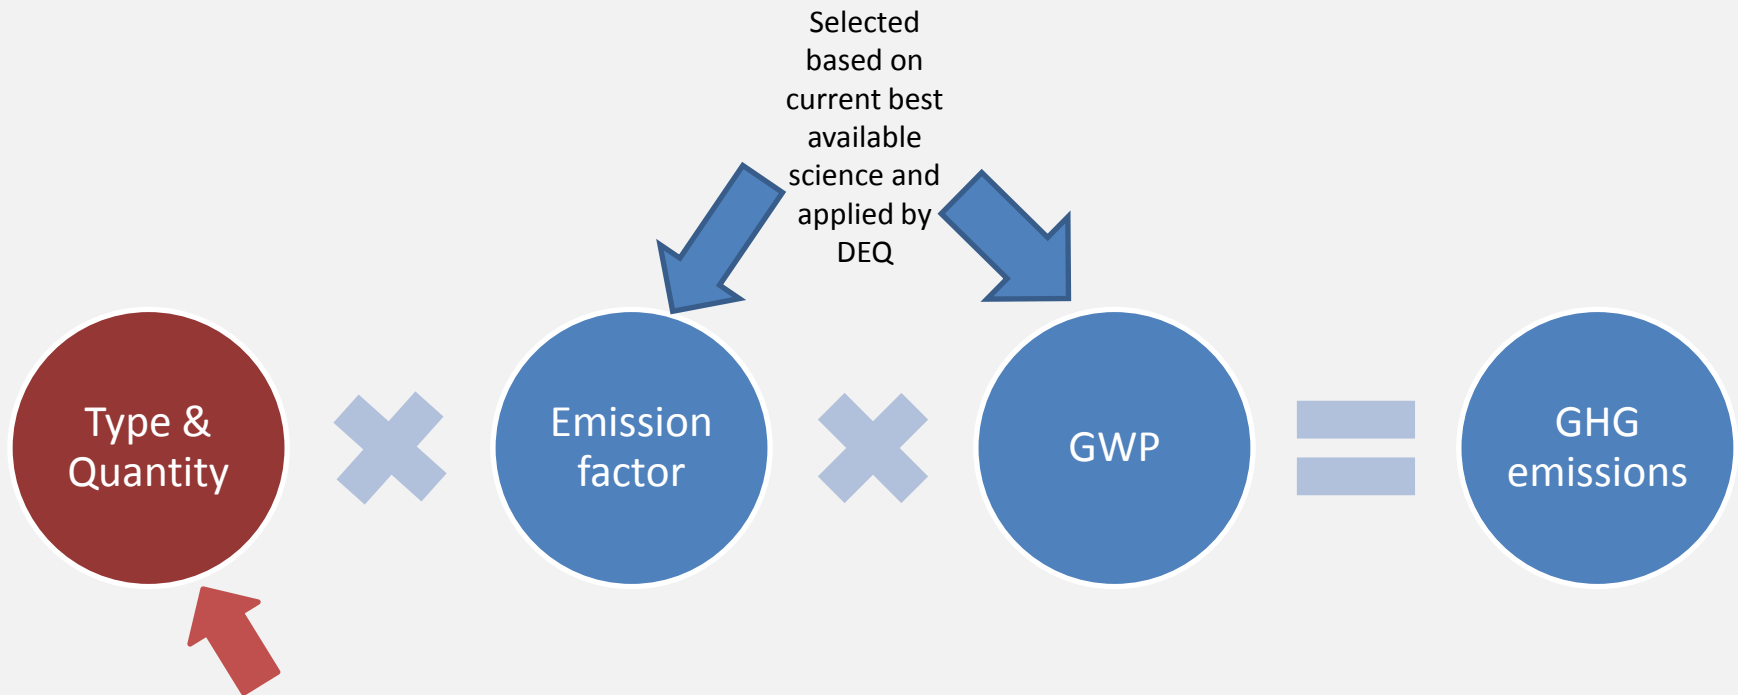 Selected
based on
current best
available
science and
applied by
DEQ
Type &
Quantity
Emission
factor
GWP
GHG
emissions